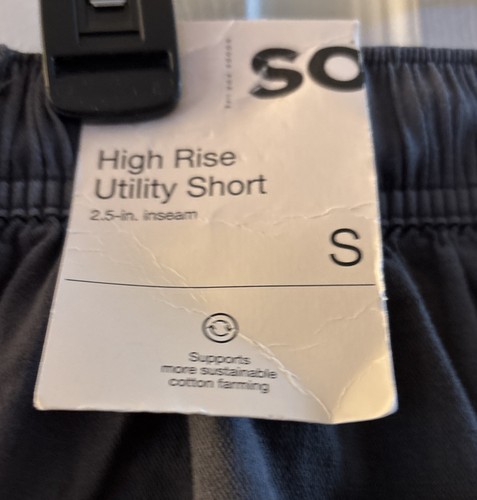 SO
High Rise
Utility Short
2.5-in. inseam
S
Supports
more sustainable
cotton farming